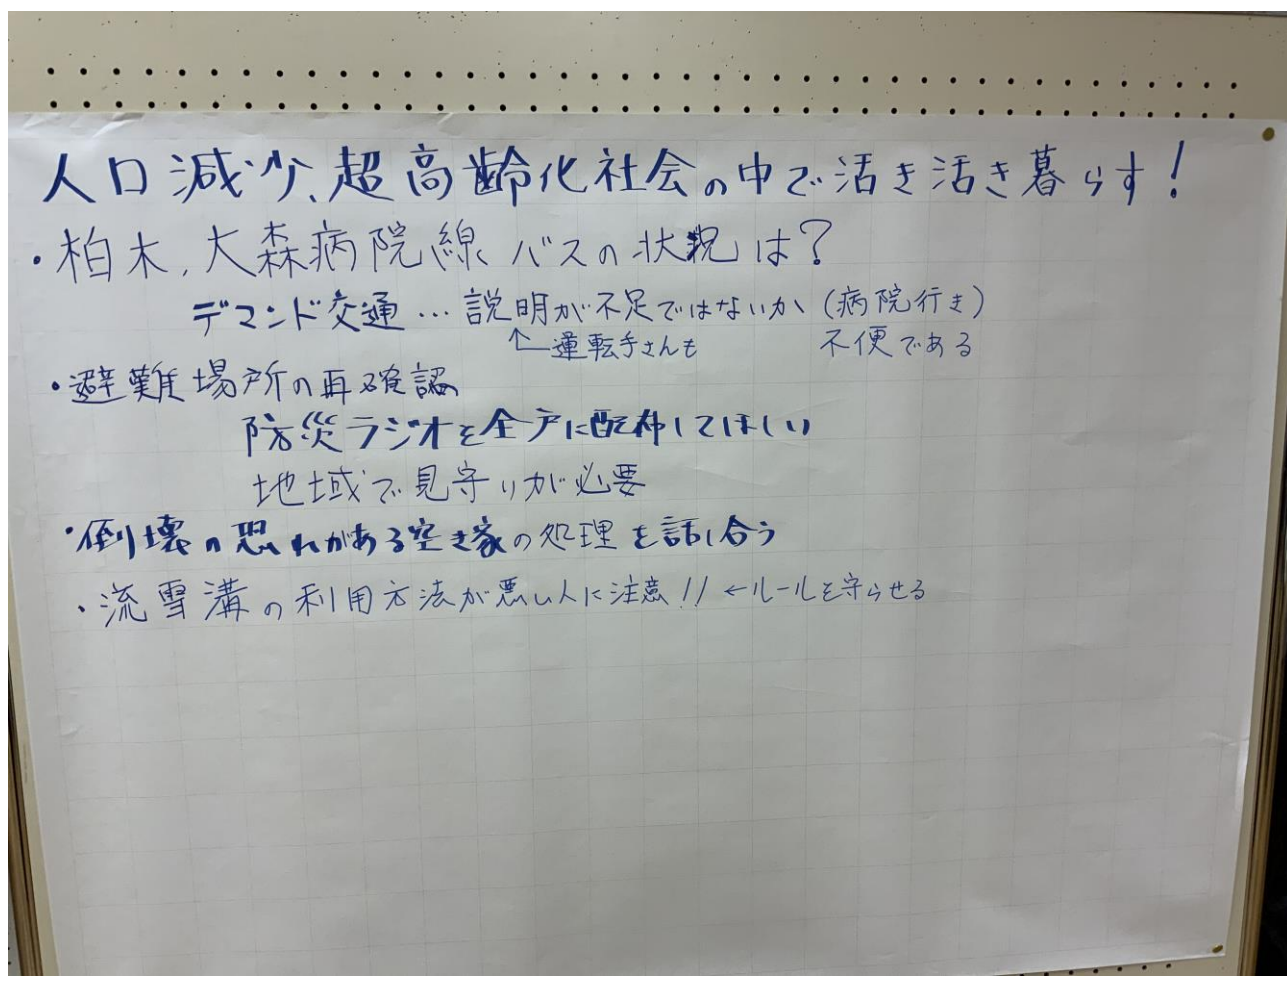 人口減少、超高齢化社会の中で活き活き暮らす!
・柏木、大森病院線 バスの状況は?
デマンド交通…説明が不足ではないか(病院行き)
↑運転手さんも 不便である
・避難場所の再確認
防災ラジオを全戸に配布してほしい
地域で見守りが必要
・倒壊の恐れがある空き家の処理を話し合う
・流雪溝の利用方法が悪い人に注意!!←ルールを守らせる